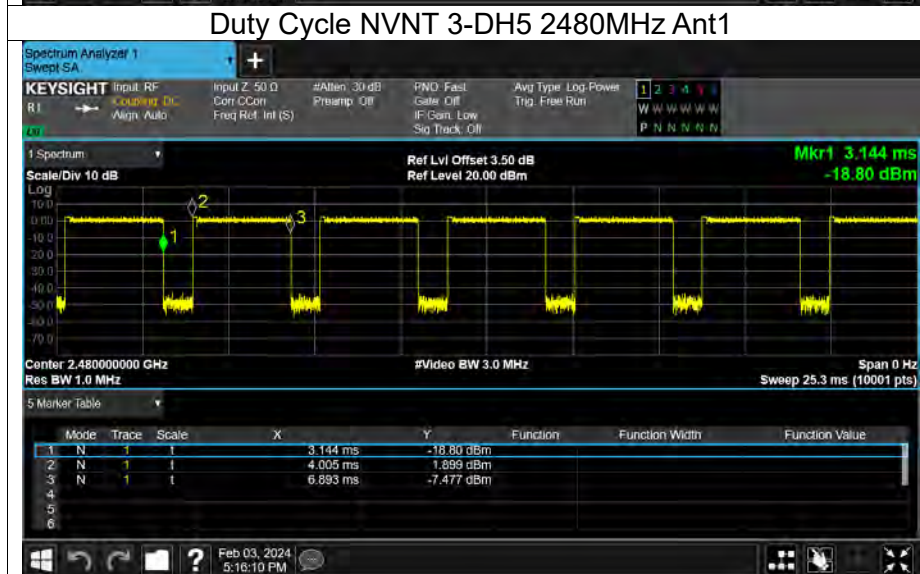 Duty Cycle NVNT 3-DH5 2480MHz Ant1
Spectrum Analyzer 1
Swept SA
+
KEYSIGHT Input: RF Input Z: 50 Ω #Atten: 30 dB PNO: Fast Avg Type: Log-Power 1 2 3 4 5 6
Coupling: DC Corr CCorr Preamp: Off Gate: Off Trig: Free Run W W W W W W
Align: Auto Freq Ref: Int (S) IF Gain: Low
Sig Track: Off P N N N N N
1 Spectrum
Ref Lvl Offset 3.50 dB Mkr1 3.144 ms
Scale/Div 10 dB Ref Level 20.00 dBm -18.80 dBm
Log
10.0
0.00
-10.0
-20.0
-30.0
-40.0
-50.0
-60.0
-70.0
1
2
3
Center 2.480000000 GHz #Video BW 3.0 MHz Span 0 Hz
Res BW 1.0 MHz Sweep 25.3 ms (10001 pts)
5 Marker Table
Mode Trace Scale X Y Function Function Width Function Value
1 N 1 t 3.144 ms -18.80 dBm
2 N 1 t 4.005 ms 1.899 dBm
3 N 1 t 6.893 ms -7.477 dBm
4
5
6
? Feb 03, 2024
5:16:10 PM